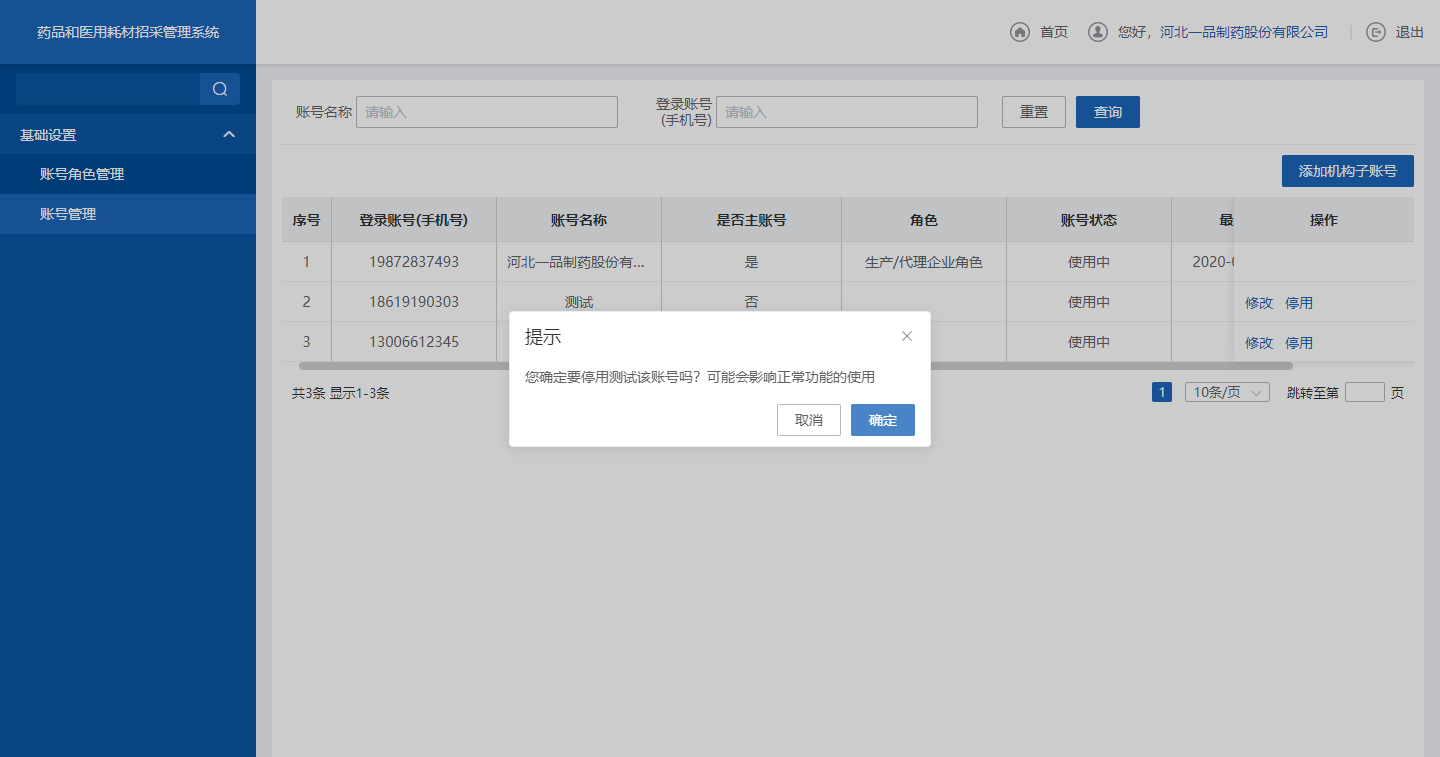 药品和医用耗材招采管理系统
首页
您好，河北一品制药股份有限公司
退出
基础设置
账号角色管理
账号管理
账号名称 请输入
登录账号
(手机号) 请输入
重置 查询
添加机构子账号
序号 登录账号(手机号) 账号名称 是否主账号 角色 账号状态 最 操作
1 19872837493 河北一品制药股份有... 是 生产/代理企业角色 使用中 2020-0
2 18619190303 测试 否 使用中 修改 停用
3 13006612345 使用中 修改 停用
提示
您确定要停用测试该账号吗？可能会影响正常功能的使用
取消 确定
共3条 显示1-3条
1 10条/页 跳转至第 页